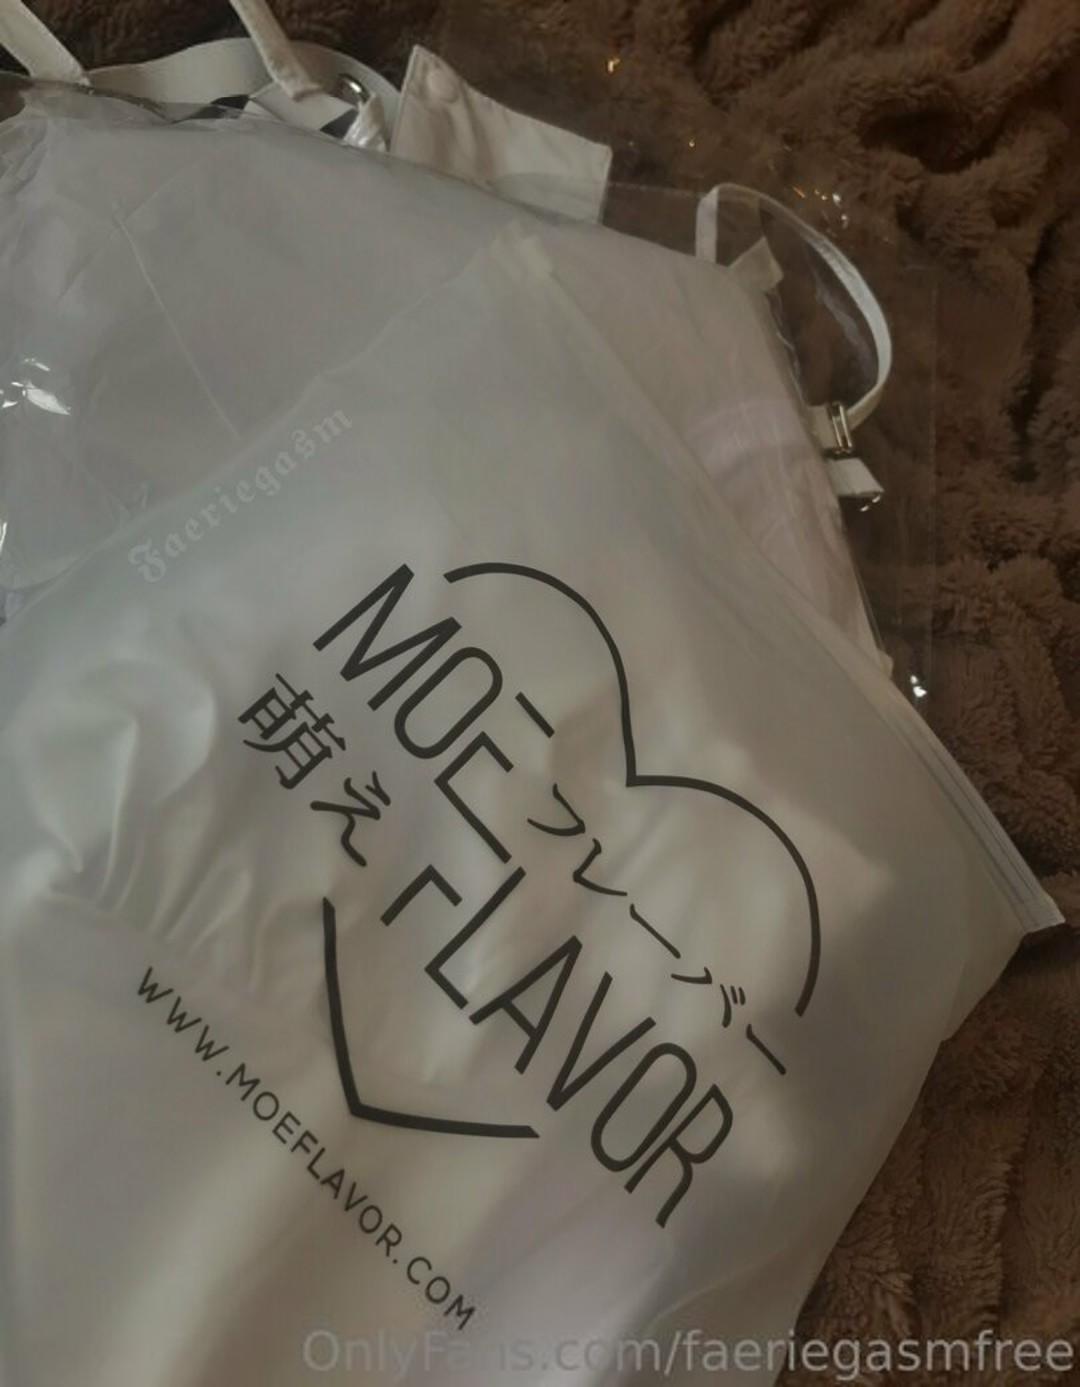 Faeriegasm
MOE
萌え
フレーバー
FLAVOR
WWW.MOEFLAVOR.COM
OnlyFans.com/faeriegasmfree